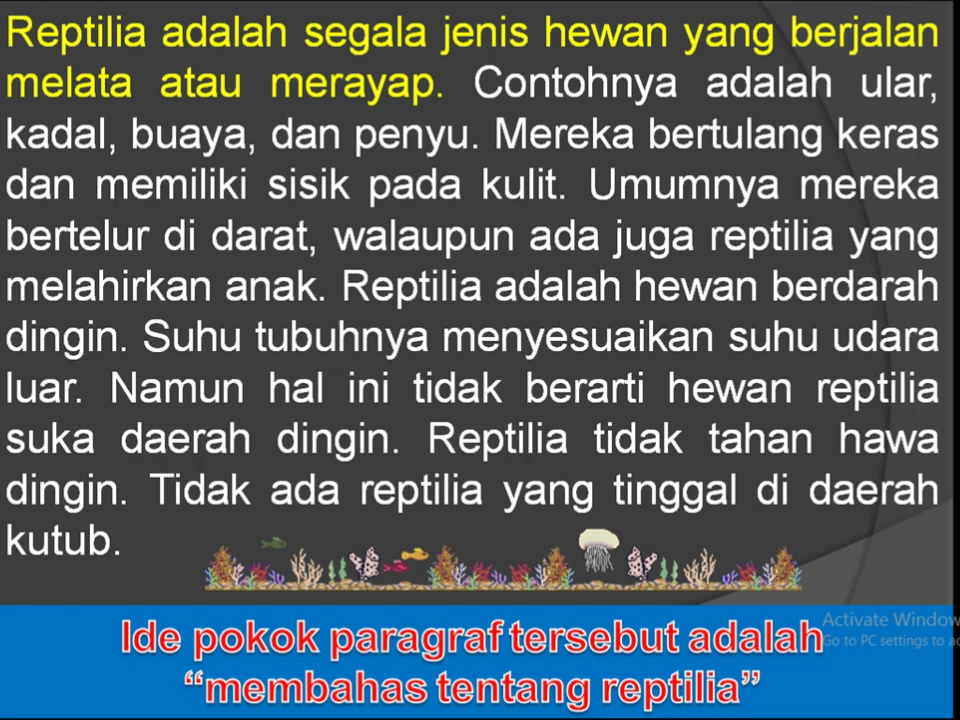 Reptilia adalah segala jenis hewan yang berjalan
melata atau merayap. Contohnya adalah ular,
kadal, buaya, dan penyu. Mereka bertulang keras
dan memiliki sisik pada kulit. Umumnya mereka
bertelur di darat, walaupun ada juga reptilia yang
melahirkan anak. Reptilia adalah hewan berdarah
dingin. Suhu tubuhnya menyesuaikan suhu udara
luar. Namun hal ini tidak berarti hewan reptilia
suka daerah dingin. Reptilia tidak tahan hawa
dingin. Tidak ada reptilia yang tinggal di daerah
kutub.
Activate Window
Go to PC settings to a
Ide pokok paragraf tersebut adalah
“membahas tentang reptilia”